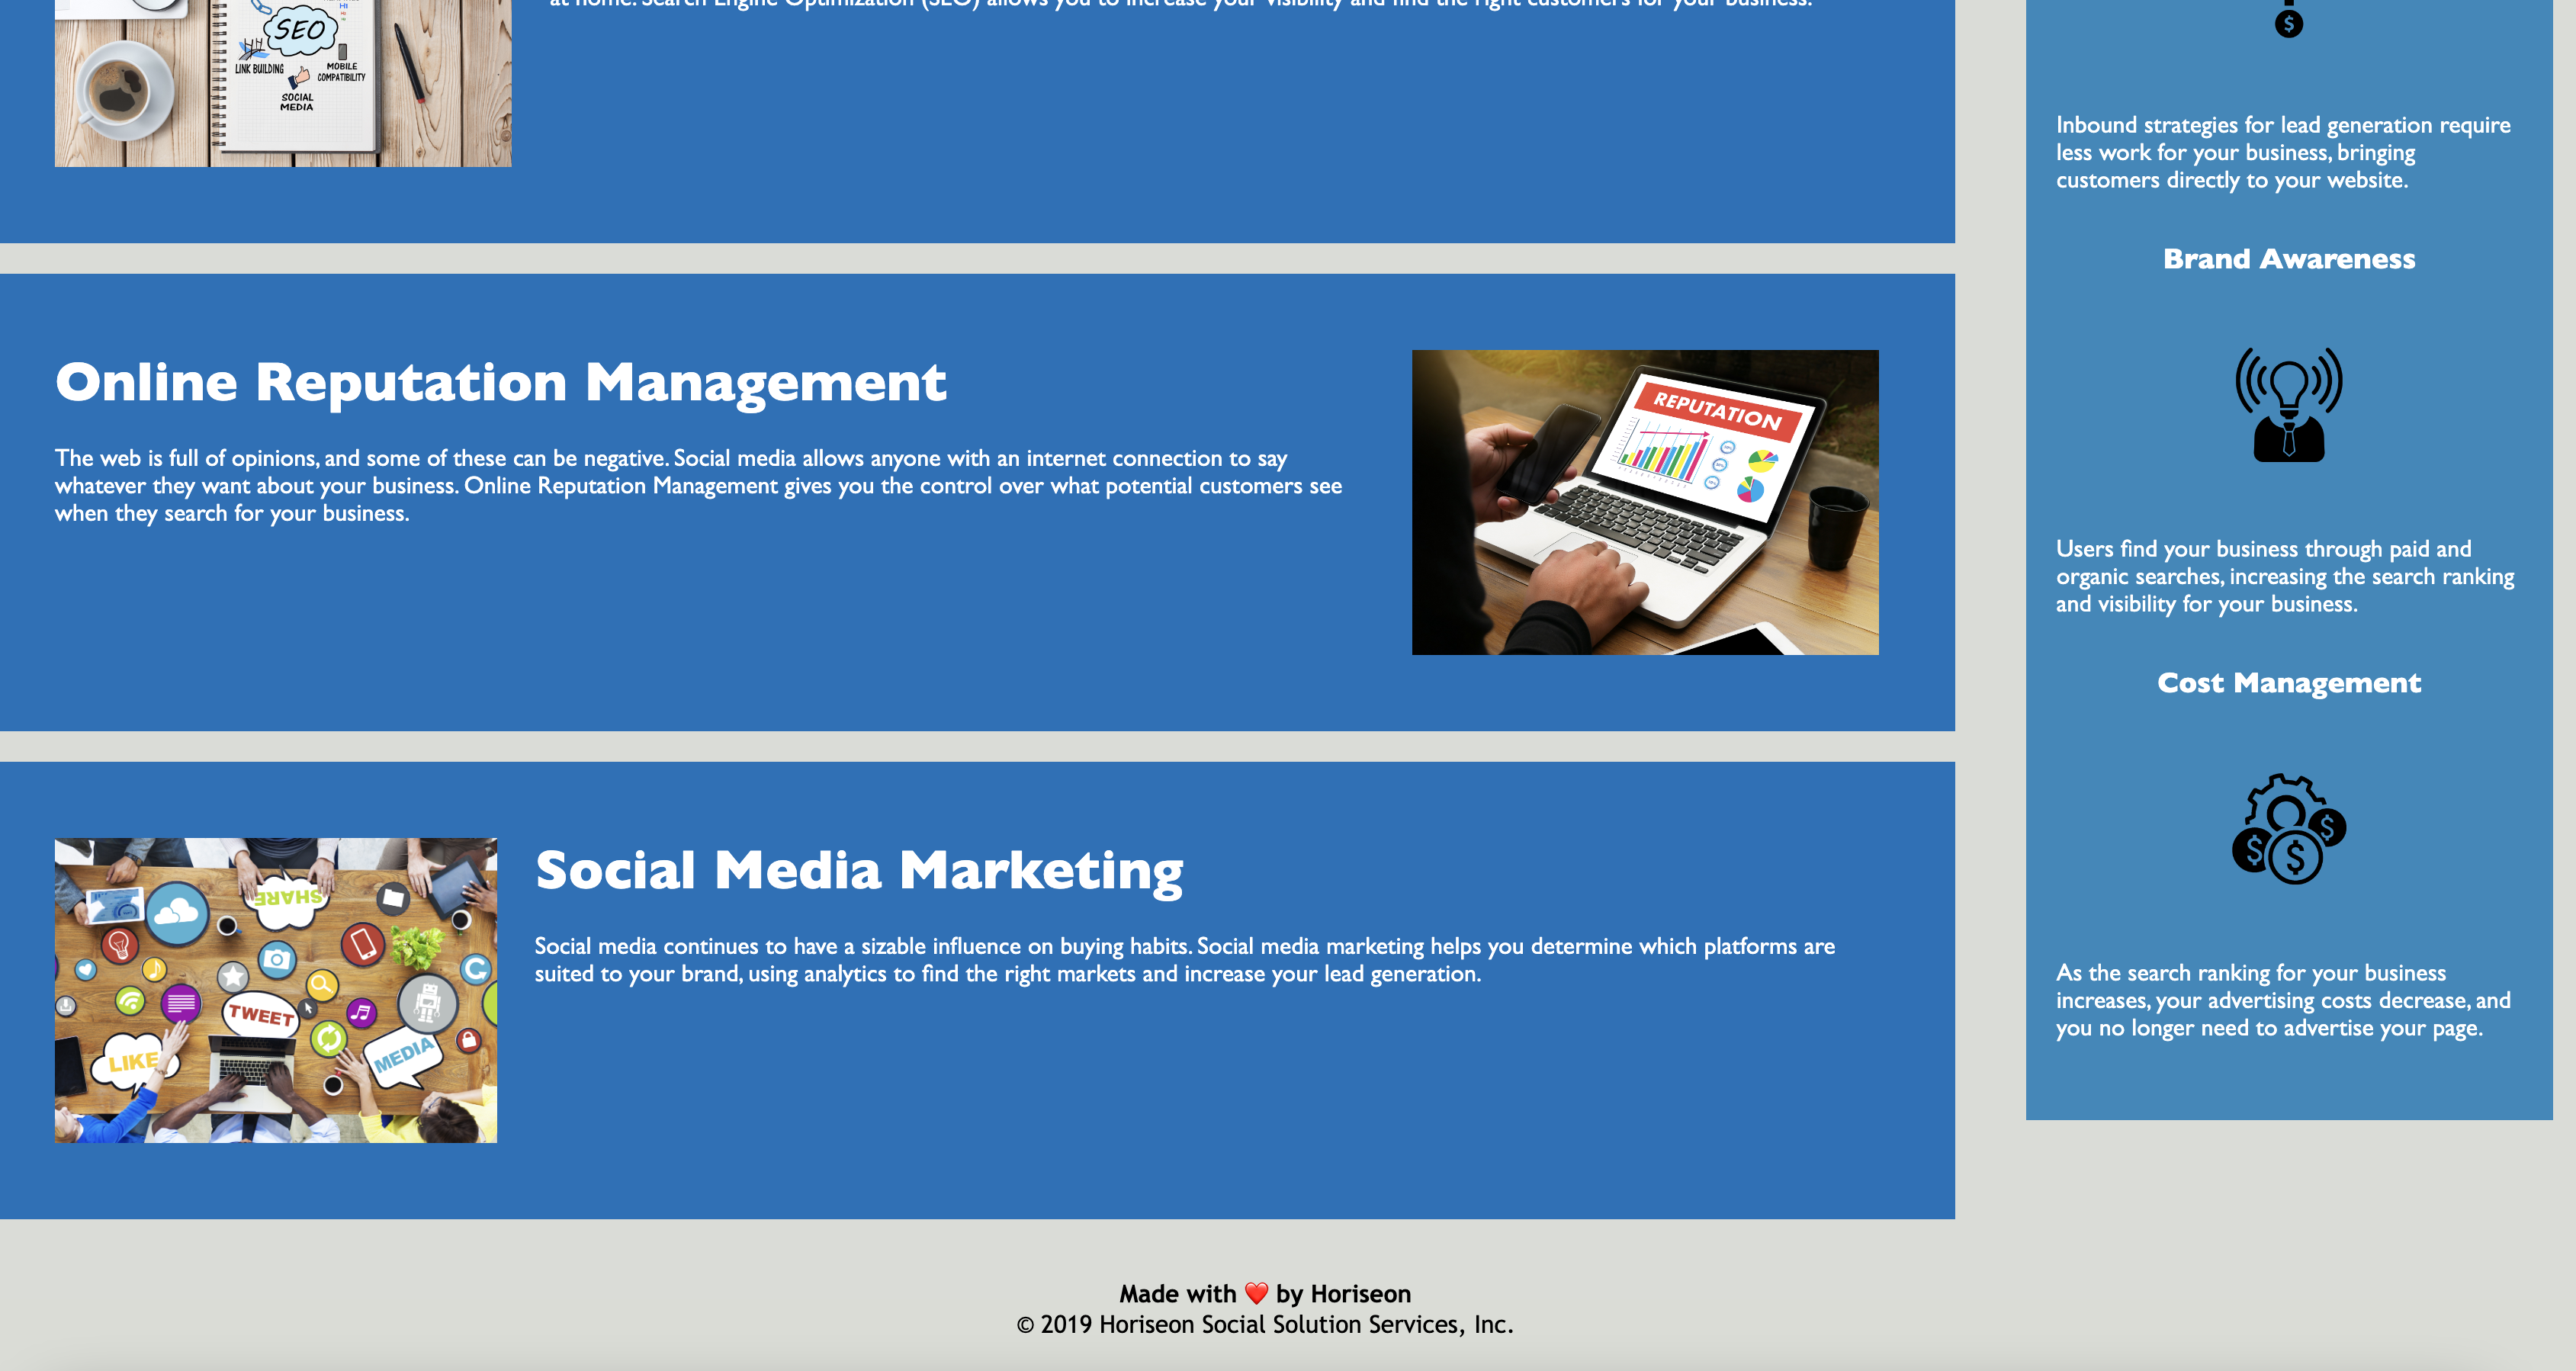 at home. Search Engine Optimization (SEO) allows you to increase your visibility and find the right customers for your business.
SEO
LINK BUILDING
MOBILE
COMPATIBILITY
SOCIAL
MEDIA
Online Reputation Management
The web is full of opinions, and some of these can be negative. Social media allows anyone with an internet connection to say
whatever they want about your business. Online Reputation Management gives you the control over what potential customers see
when they search for your business.
REPUTATION
Social Media Marketing
Social media continues to have a sizable influence on buying habits. Social media marketing helps you determine which platforms are
suited to your brand, using analytics to find the right markets and increase your lead generation.
SHARE
TWEET
LIKE
MEDIA
$
Inbound strategies for lead generation require
less work for your business, bringing
customers directly to your website.
Brand Awareness
Users find your business through paid and
organic searches, increasing the search ranking
and visibility for your business.
Cost Management
$
$
$
As the search ranking for your business
increases, your advertising costs decrease, and
you no longer need to advertise your page.
Made with ❤️ by Horiseon
© 2019 Horiseon Social Solution Services, Inc.